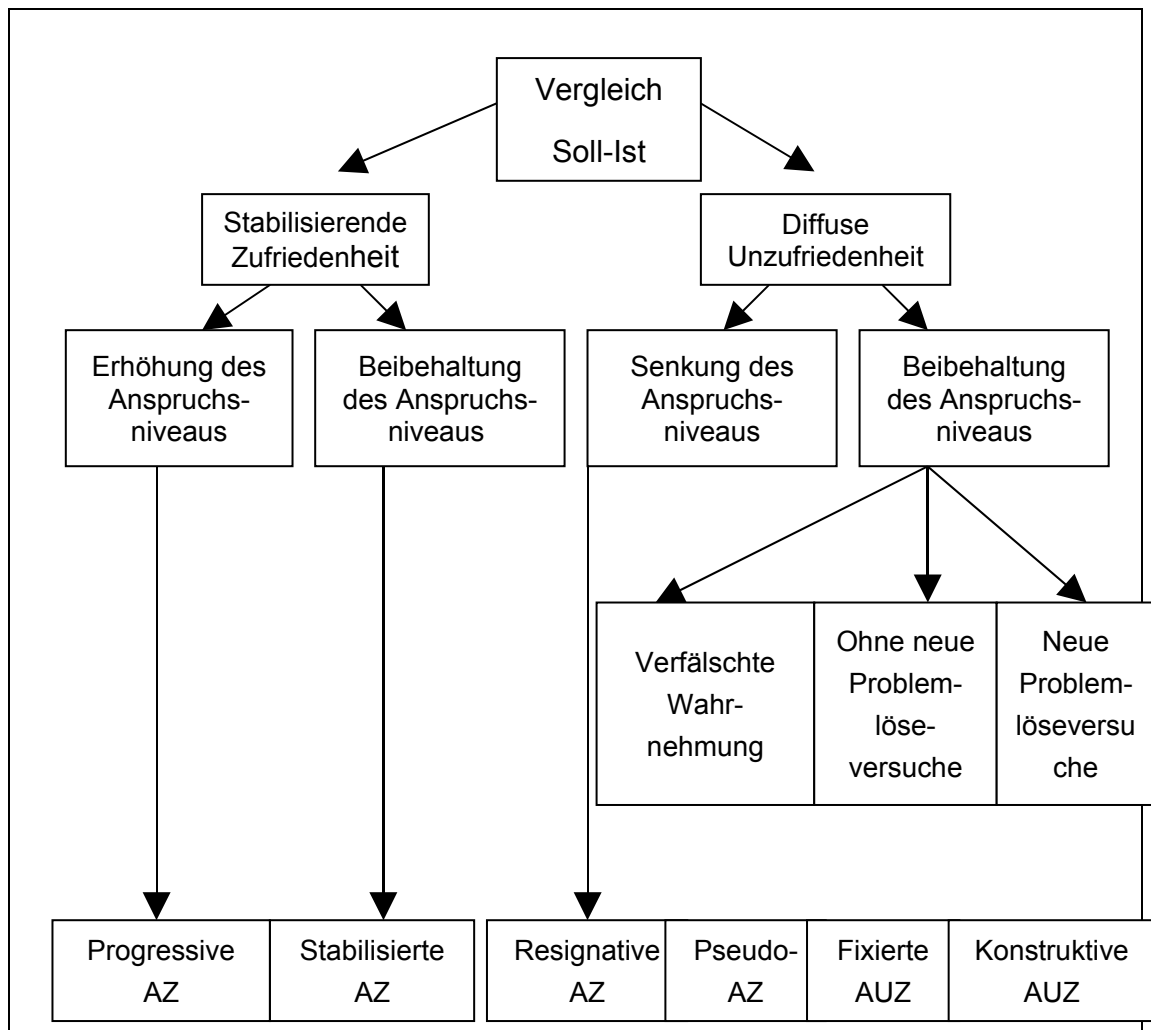 Vergleich
Soll-Ist
Stabilisierende
Zufriedenheit
Diffuse
Unzufriedenheit
Erhöhung des
Anspruchs-
niveaus
Beibehaltung
des Anspruchs-
niveaus
Senkung des
Anspruchs-
niveaus
Beibehaltung
des Anspruchs-
niveaus
Verfälschte
Wahr-
nehmung
Ohne neue
Problem-
löse-
versuche
Neue
Problem-
löseversu
che
Progressive
AZ
Stabilisierte
AZ
Resignative
AZ
Pseudo-
AZ
Fixierte
AUZ
Konstruktive
AUZ